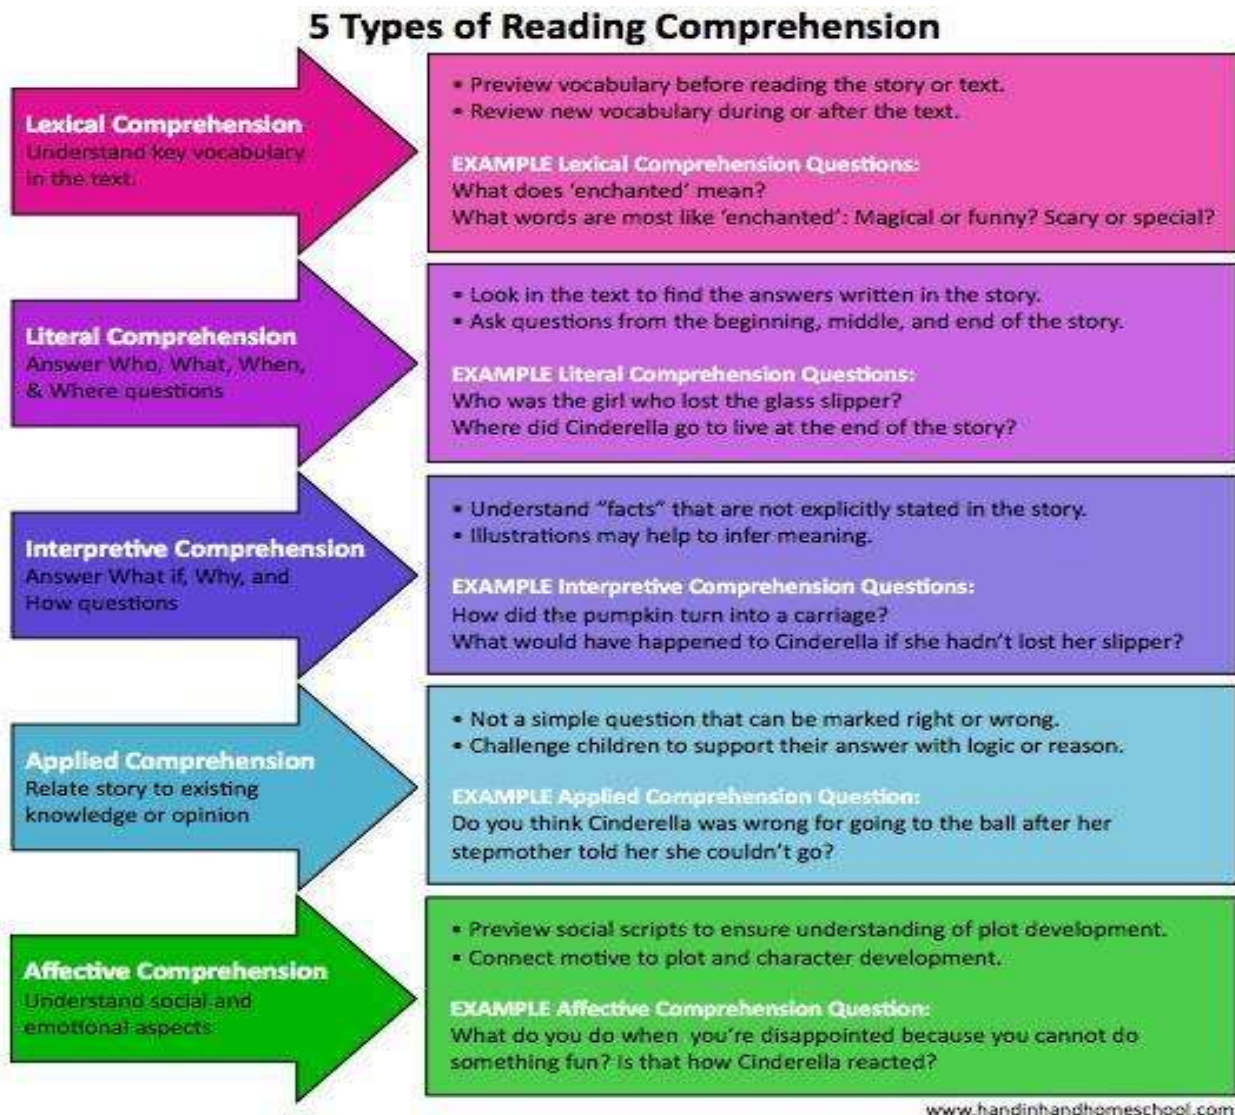 5 Types of Reading Comprehension
Lexical Comprehension
Understand key vocabulary
in the text.
• Preview vocabulary before reading the story or text.
• Review new vocabulary during or after the text.
EXAMPLE Lexical Comprehension Questions:
What does ‘enchanted’ mean?
What words are most like ‘enchanted’: Magical or funny? Scary or special?
Literal Comprehension
Answer Who, What, When,
& Where questions
• Look in the text to find the answers written in the story.
• Ask questions from the beginning, middle, and end of the story.
EXAMPLE Literal Comprehension Questions:
Who was the girl who lost the glass slipper?
Where did Cinderella go to live at the end of the story?
Interpretive Comprehension
Answer What if, Why, and
How questions
• Understand “facts” that are not explicitly stated in the story.
• Illustrations may help to infer meaning.
EXAMPLE Interpretive Comprehension Questions:
How did the pumpkin turn into a carriage?
What would have happened to Cinderella if she hadn’t lost her slipper?
Applied Comprehension
Relate story to existing
knowledge or opinion
• Not a simple question that can be marked right or wrong.
• Challenge children to support their answer with logic or reason.
EXAMPLE Applied Comprehension Question:
Do you think Cinderella was wrong for going to the ball after her
stepmother told her she couldn’t go?
Affective Comprehension
Understand social and
emotional aspects
• Preview social scripts to ensure understanding of plot development.
• Connect motive to plot and character development.
EXAMPLE Affective Comprehension Question:
What do you do when you’re disappointed because you cannot do
something fun? Is that how Cinderella reacted?
www.handinhandhomeschool.com